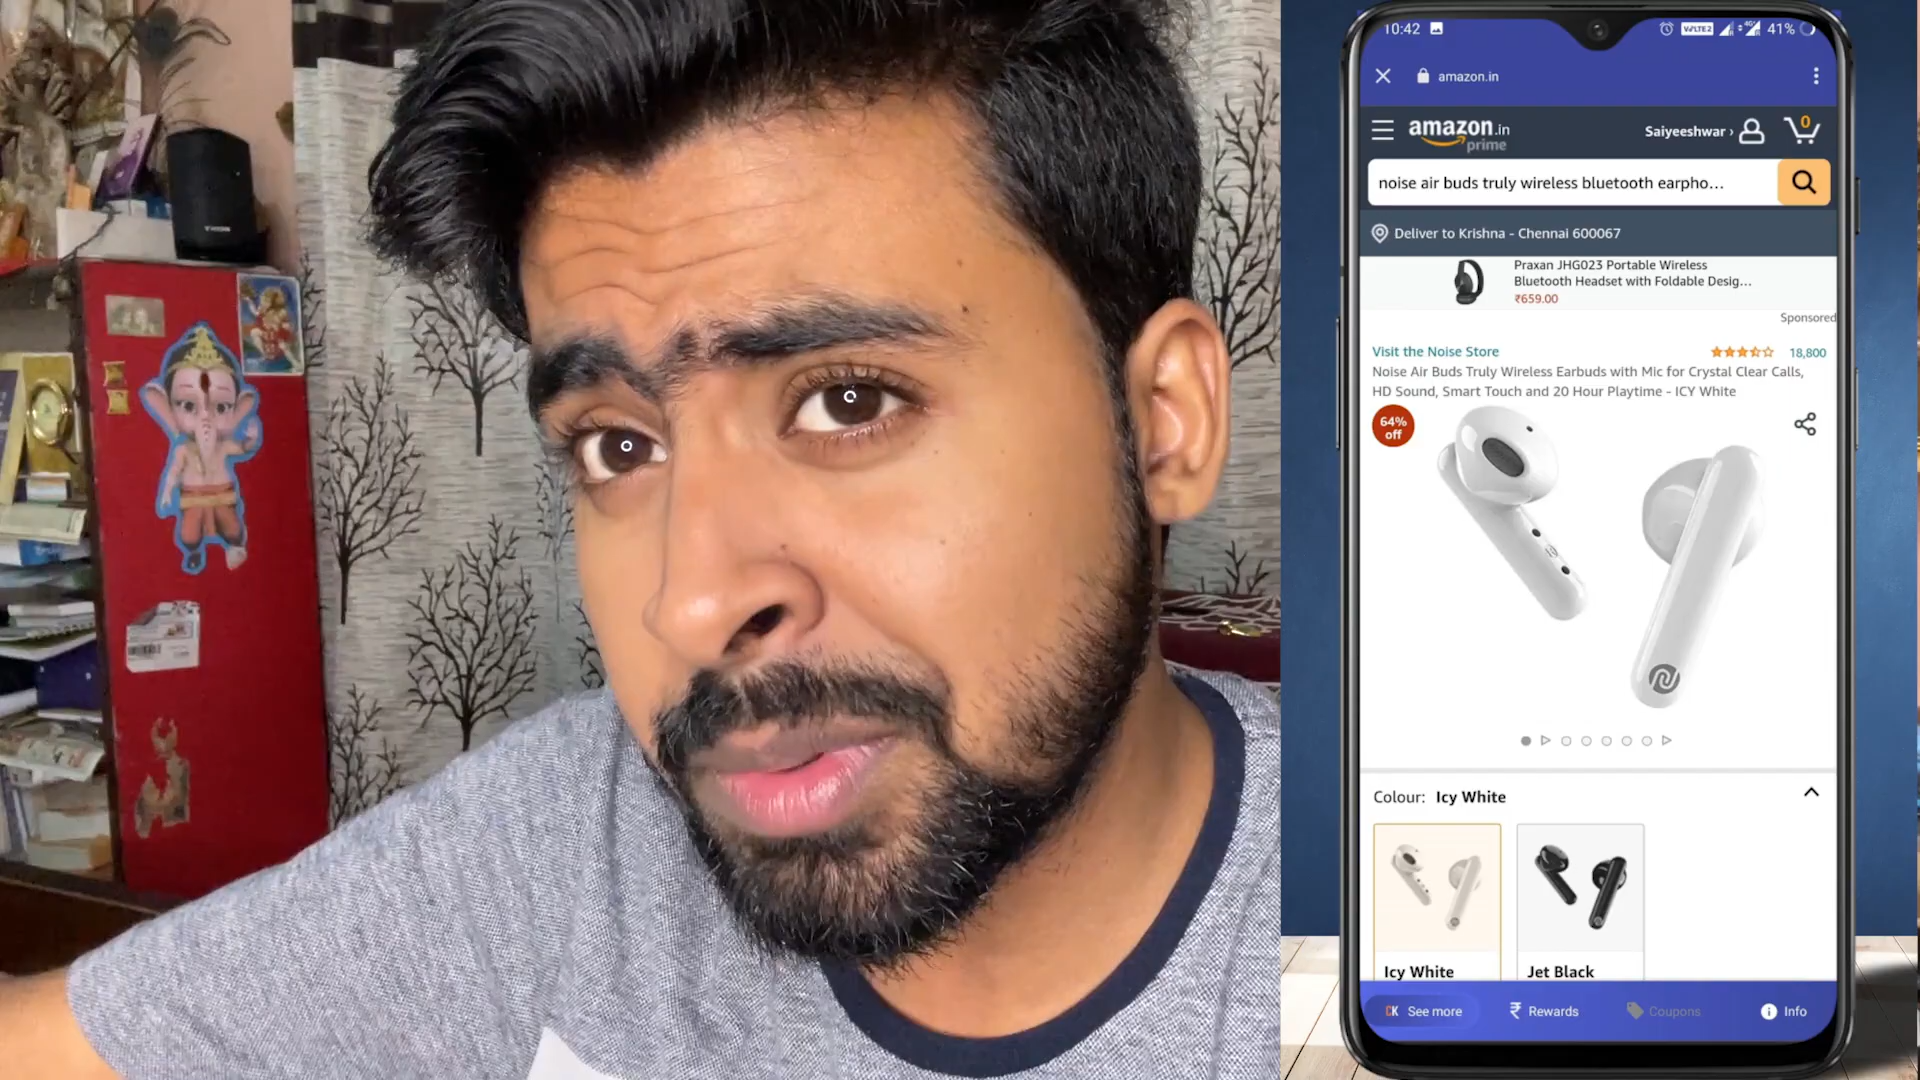 10:42
VoLTE2
4G
41%
amazon.in
amazon.in
prime
Saiyeeshwar ›
0
noise air buds truly wireless bluetooth earpho...
Deliver to Krishna - Chennai 600067
Praxan JHG023 Portable Wireless
Bluetooth Headset with Foldable Desig...
₹659.00
Sponsored
Visit the Noise Store
18,800
Noise Air Buds Truly Wireless Earbuds with Mic for Crystal Clear Calls,
HD Sound, Smart Touch and 20 Hour Playtime - ICY White
64%
off
Colour: Icy White
Icy White
Jet Black
CK See more
₹ Rewards
Coupons
i Info